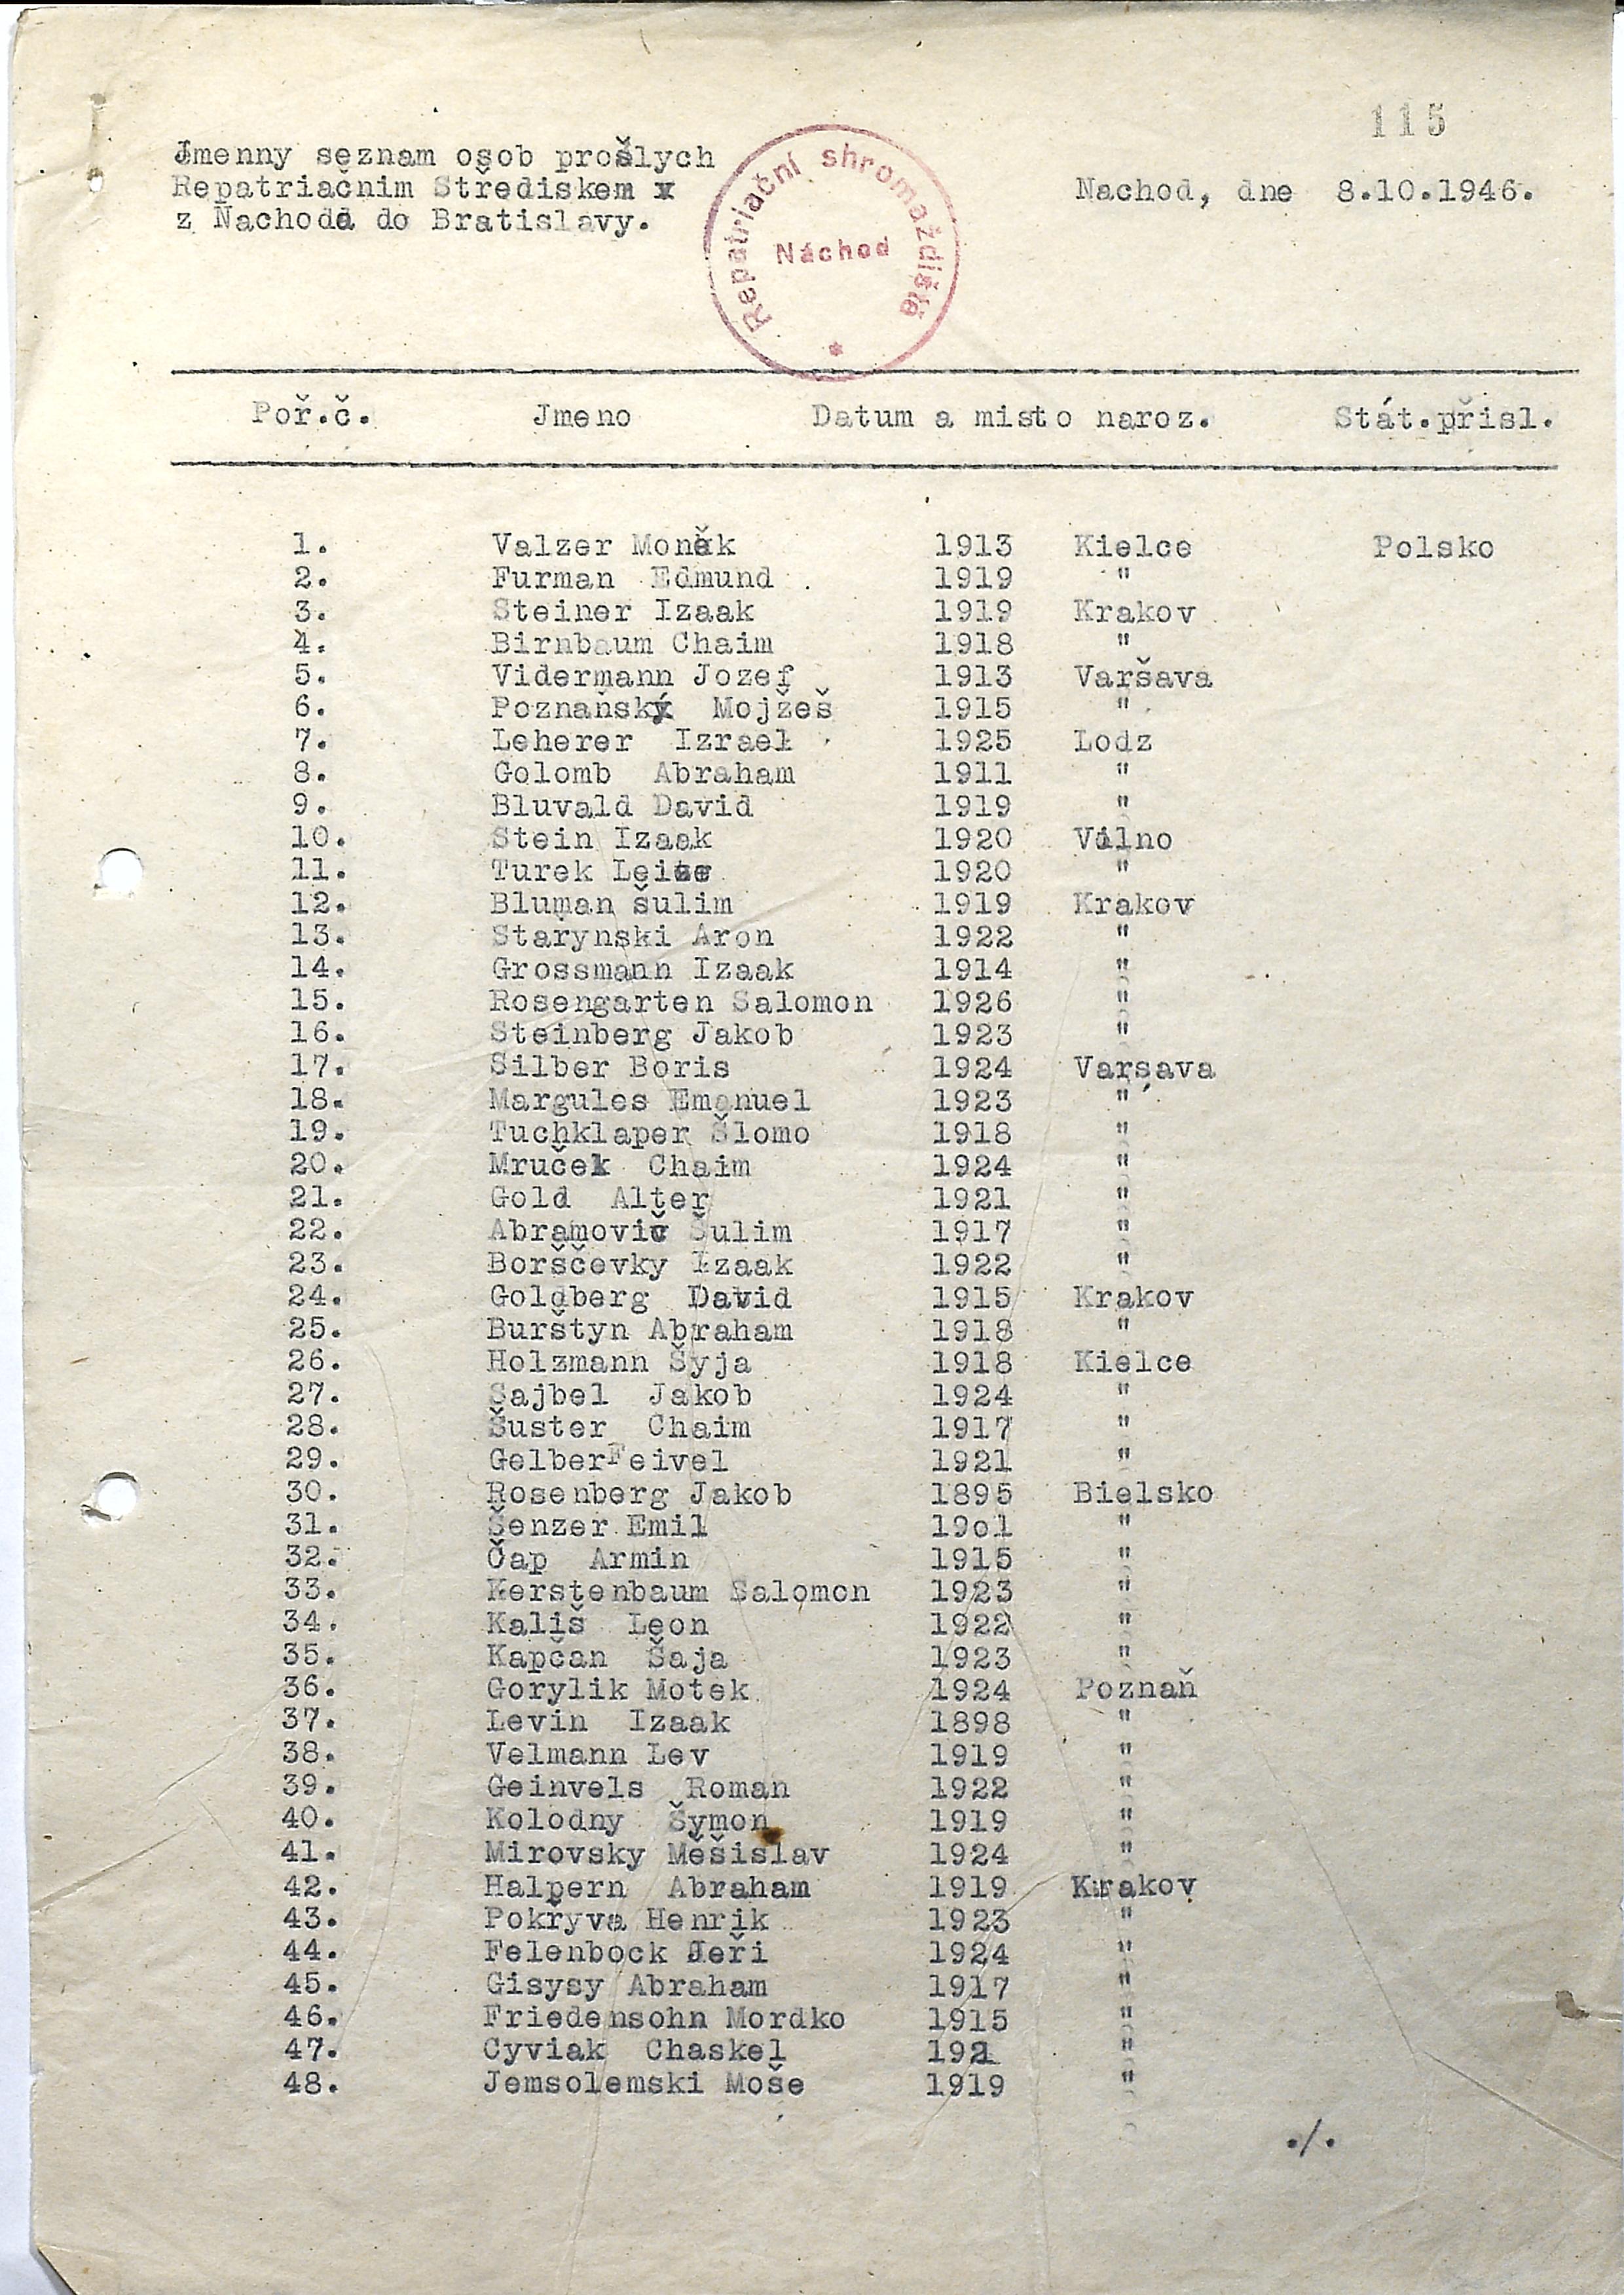 115
Jmenny seznam osob prošlych
Repatriačnim Střediskem x
z Nachoda do Bratislavy.
Nachod, dne 8.10.1946.
Repatriační shromaždiště
Náchod
*
Poř.č. Jmeno Datum a misto naroz. Stát.přisl.
1. Valzer Moněk 1913 Kielce Polsko
2. Furman Edmund 1919 "
3. Steiner Izaak 1919 Krakov
4. Birnbaum Chaim 1918 "
5. Vidermann Jozef 1913 Varšava
6. Poznaňský Mojžeš 1915 "
7. Leherer Izrael 1925 Lodz
8. Golomb Abraham 1911 "
9. Bluvald David 1919 "
10. Stein Izaak 1920 Vilno
11. Turek 1920 "
12. Bluman šulim 1919 Krakov
13. Starynski Aron 1922 "
14. Grossmann Izaak 1914 "
15. Rosengarten Salomon 1926 "
16. Steinberg Jakob 1923 "
17. Silber Boris 1924 Varsava
18. Margules Emanuel 1923 "
19. Tuchklaper Šlomo 1918 "
20. Mruček Chaim 1924 "
21. Gold Alter 1921 "
22. Abramovič Šulim 1917 "
23. Borščevky Izaak 1922 "
24. Goldberg David 1915 Krakov
25. Burštyn Abraham 1918 "
26. Holzmann Šyja 1918 Kielce
27. Sajbel Jakob 1924 "
28. Šuster Chaim 1917 "
29. Gelber Feivel 1921 "
30. Rosenberg Jakob 1895 Bielsko
31. Šenzer Emil 19o1 "
32. Čap Armin 1915 "
33. Kerstenbaum Salomon 1923 "
34. Kališ Leon 1922 "
35. Kapčan Šaja 1923 "
36. Gorylik Motek 1924 Poznaň
37. Levin Izaak 1898 "
38. Velmann Lev 1919 "
39. Geinvels Roman 1922 "
40. Kolodny Šymon 1919 "
41. Mirovsky Měšislav 1924 "
42. Halpern Abraham 1919 Krakov
43. Pokřyva Henrik 1923 "
44. Felenbock Jeři 1924 "
45. Gisysy Abraham 1917 "
46. Friedensohn Mordko 1915 "
47. Cyviak Chaskel "
48. Jemsolemski Moše 1919 "
./.